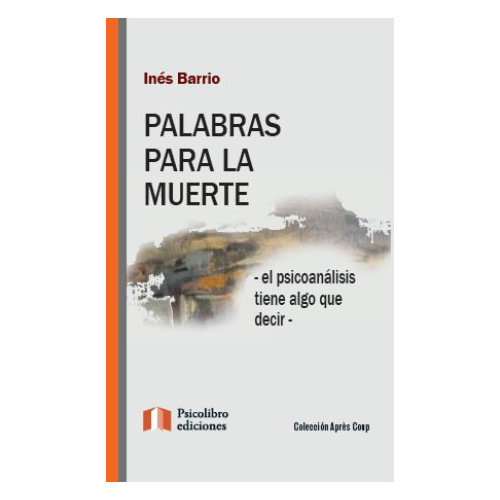 Inés Barrio
PALABRAS
PARA LA
MUERTE
- el psicoanálisis
tiene algo que
decir -
Psicolibro
ediciones
Colección Après Coup